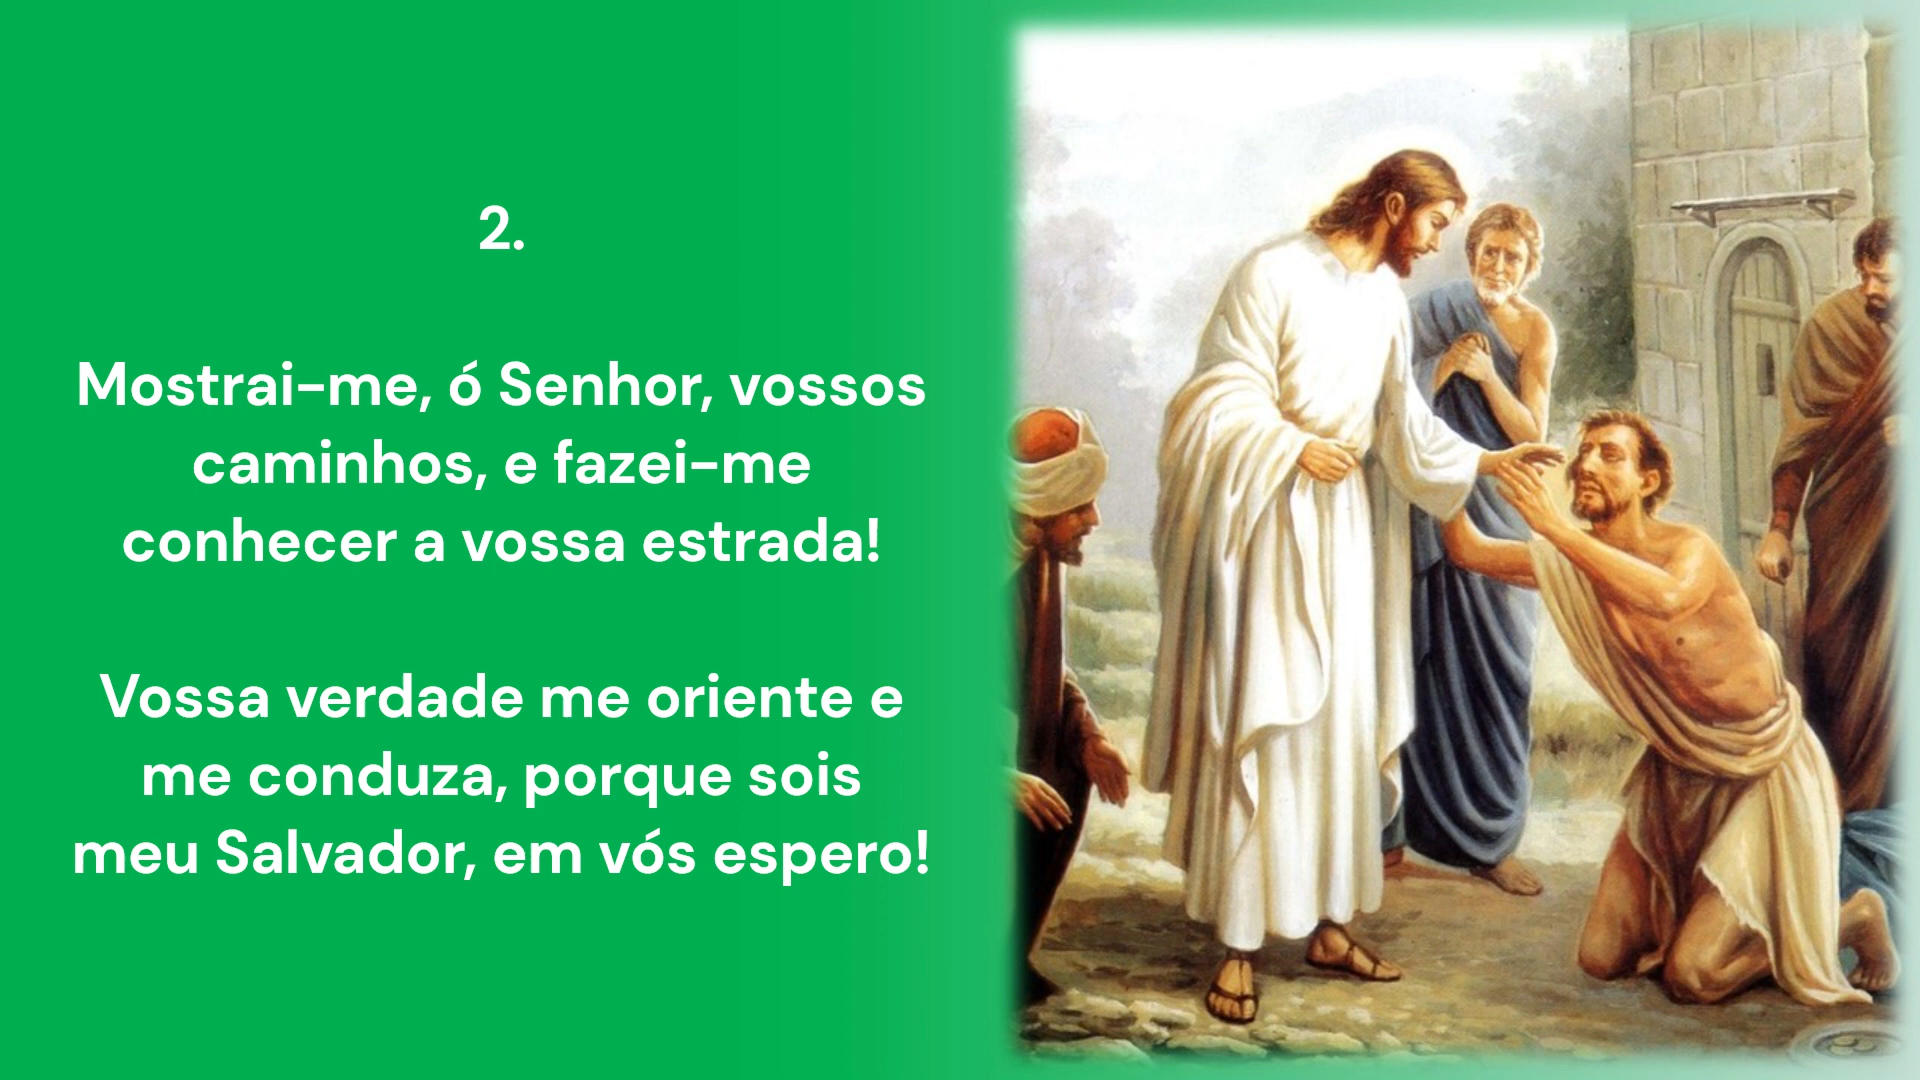 2.
Mostrai-me, ó Senhor, vossos
caminhos, e fazei-me
conhecer a vossa estrada!
Vossa verdade me oriente e
me conduza, porque sois
meu Salvador, em vós espero!